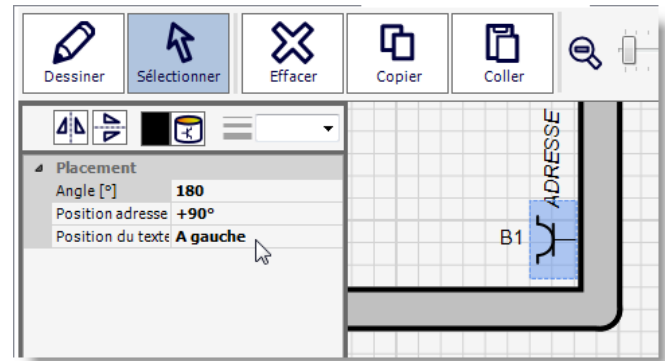 Dessiner
Sélectionner
Effacer
Copier
Coller
Placement
Angle [°] 180
Position adresse +90°
Position du texte A gauche
ADRESSE
B1